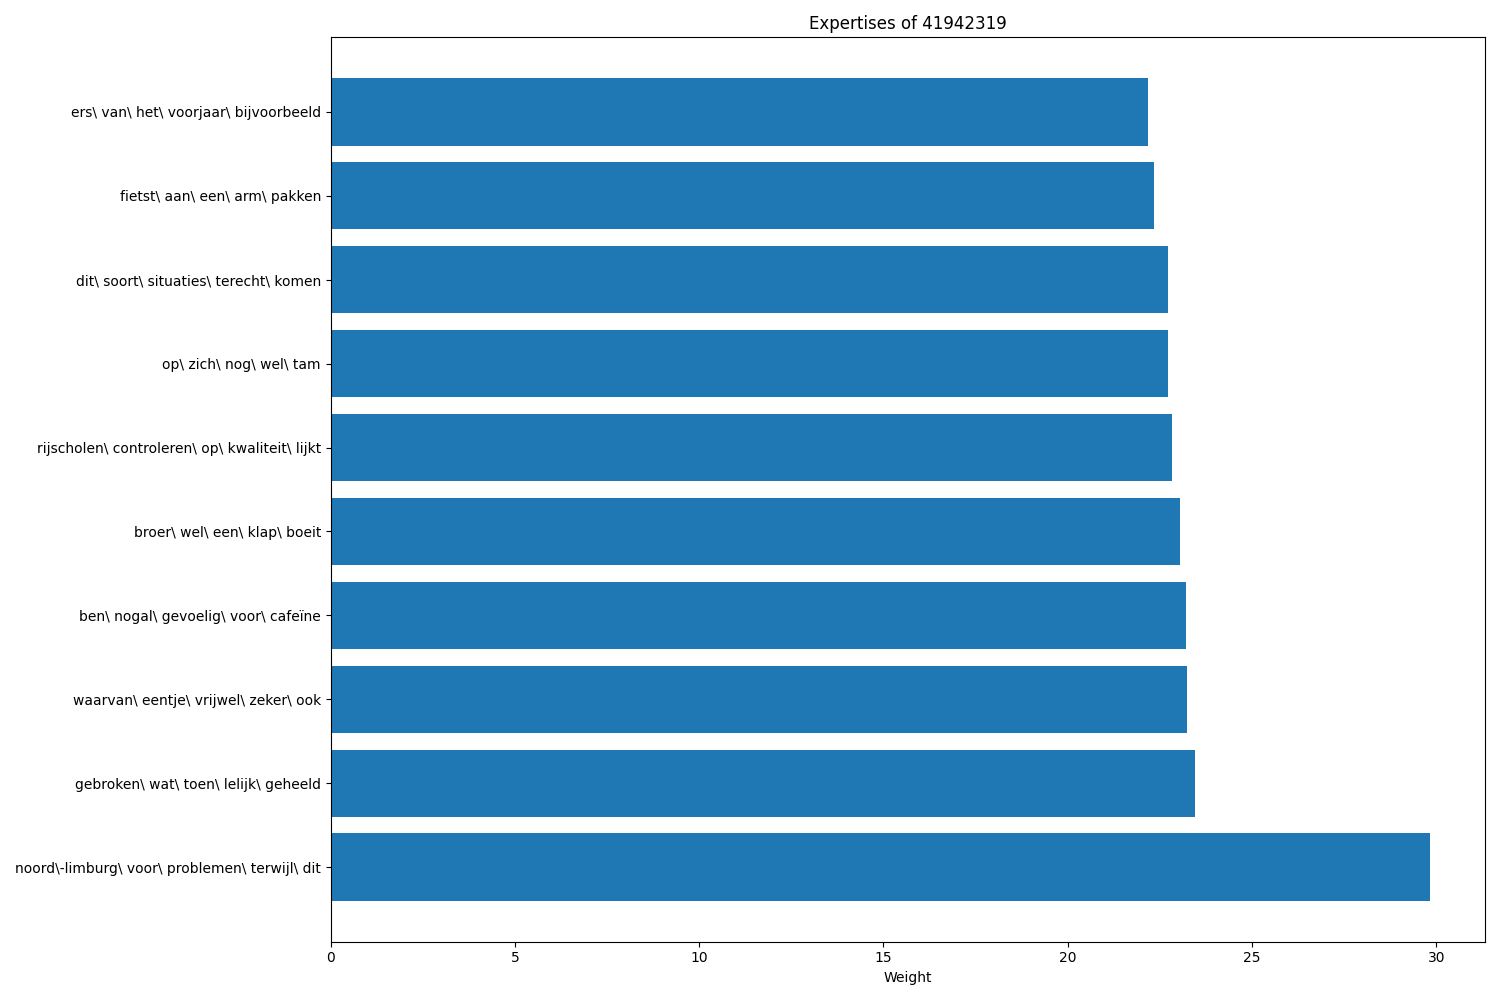 Expertises of 41942319
ers\ van\ het\ voorjaar\ bijvoorbeeld
fietst\ aan\ een\ arm\ pakken
dit\ soort\ situaties\ terecht\ komen
op\ zich\ nog\ wel\ tam
rijscholen\ controleren\ op\ kwaliteit\ lijkt
broer\ wel\ een\ klap\ boeit
ben\ nogal\ gevoelig\ voor\ cafeïne
waarvan\ eentje\ vrijwel\ zeker\ ook
gebroken\ wat\ toen\ lelijk\ geheeld
noord\-limburg\ voor\ problemen\ terwijl\ dit
0 5 10 15 20 25 30
Weight